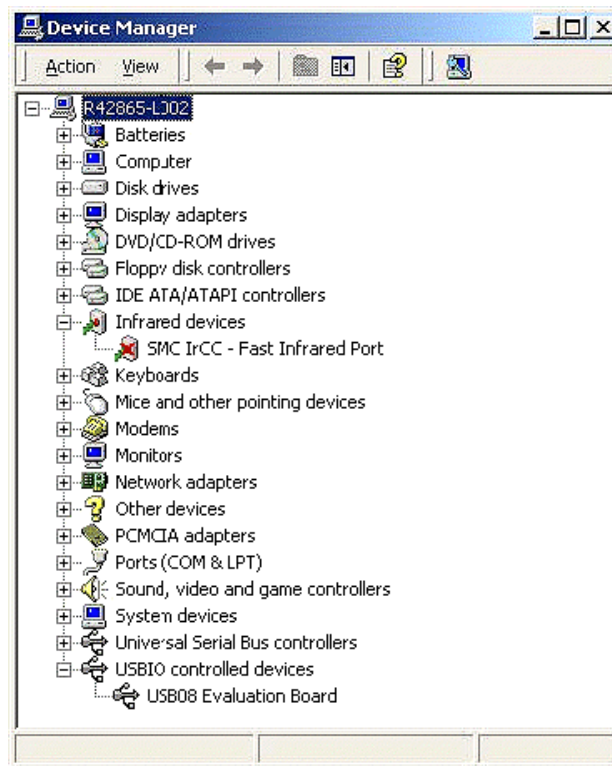 Device Manager
Action View
R42865-L002
Batteries
Computer
Disk drives
Display adapters
DVD/CD-ROM drives
Floppy disk controllers
IDE ATA/ATAPI controllers
Infrared devices
SMC IrCC - Fast Infrared Port
Keyboards
Mice and other pointing devices
Modems
Monitors
Network adapters
Other devices
PCMCIA adapters
Ports (COM & LPT)
Sound, video and game controllers
System devices
Universal Serial Bus controllers
USBIO controlled devices
USB08 Evaluation Board